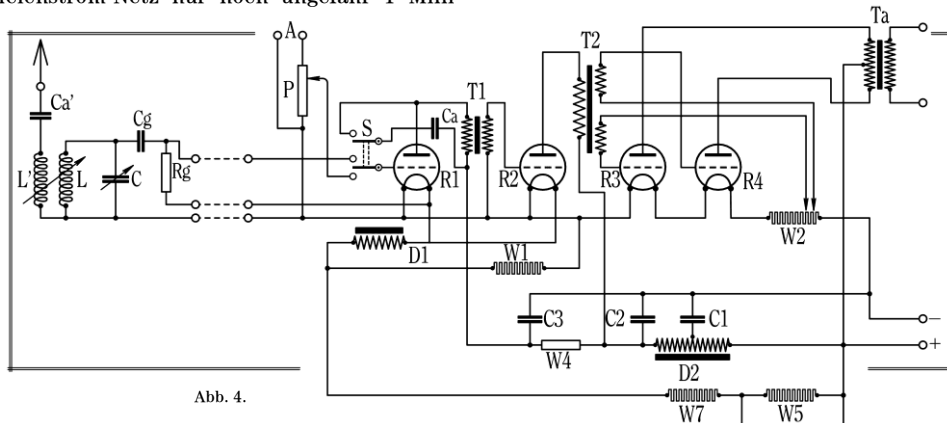 Ta
A
T2
P
T1
Ca'
Cg
S
Ca
Rg
R1
R2
R3
R4
L'
L
C
W2
D1
W1
C3
C2
C1
−
+
W4
D2
Abb. 4.
W7
W5